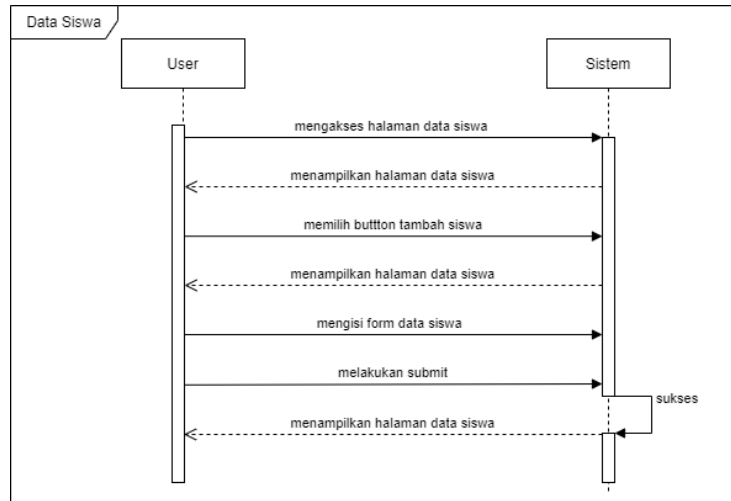 Data Siswa
User
Sistem
mengakses halaman data siswa
menampilkan halaman data siswa
memilih buttton tambah siswa
menampilkan halaman data siswa
mengisi form data siswa
melakukan submit
sukses
menampilkan halaman data siswa